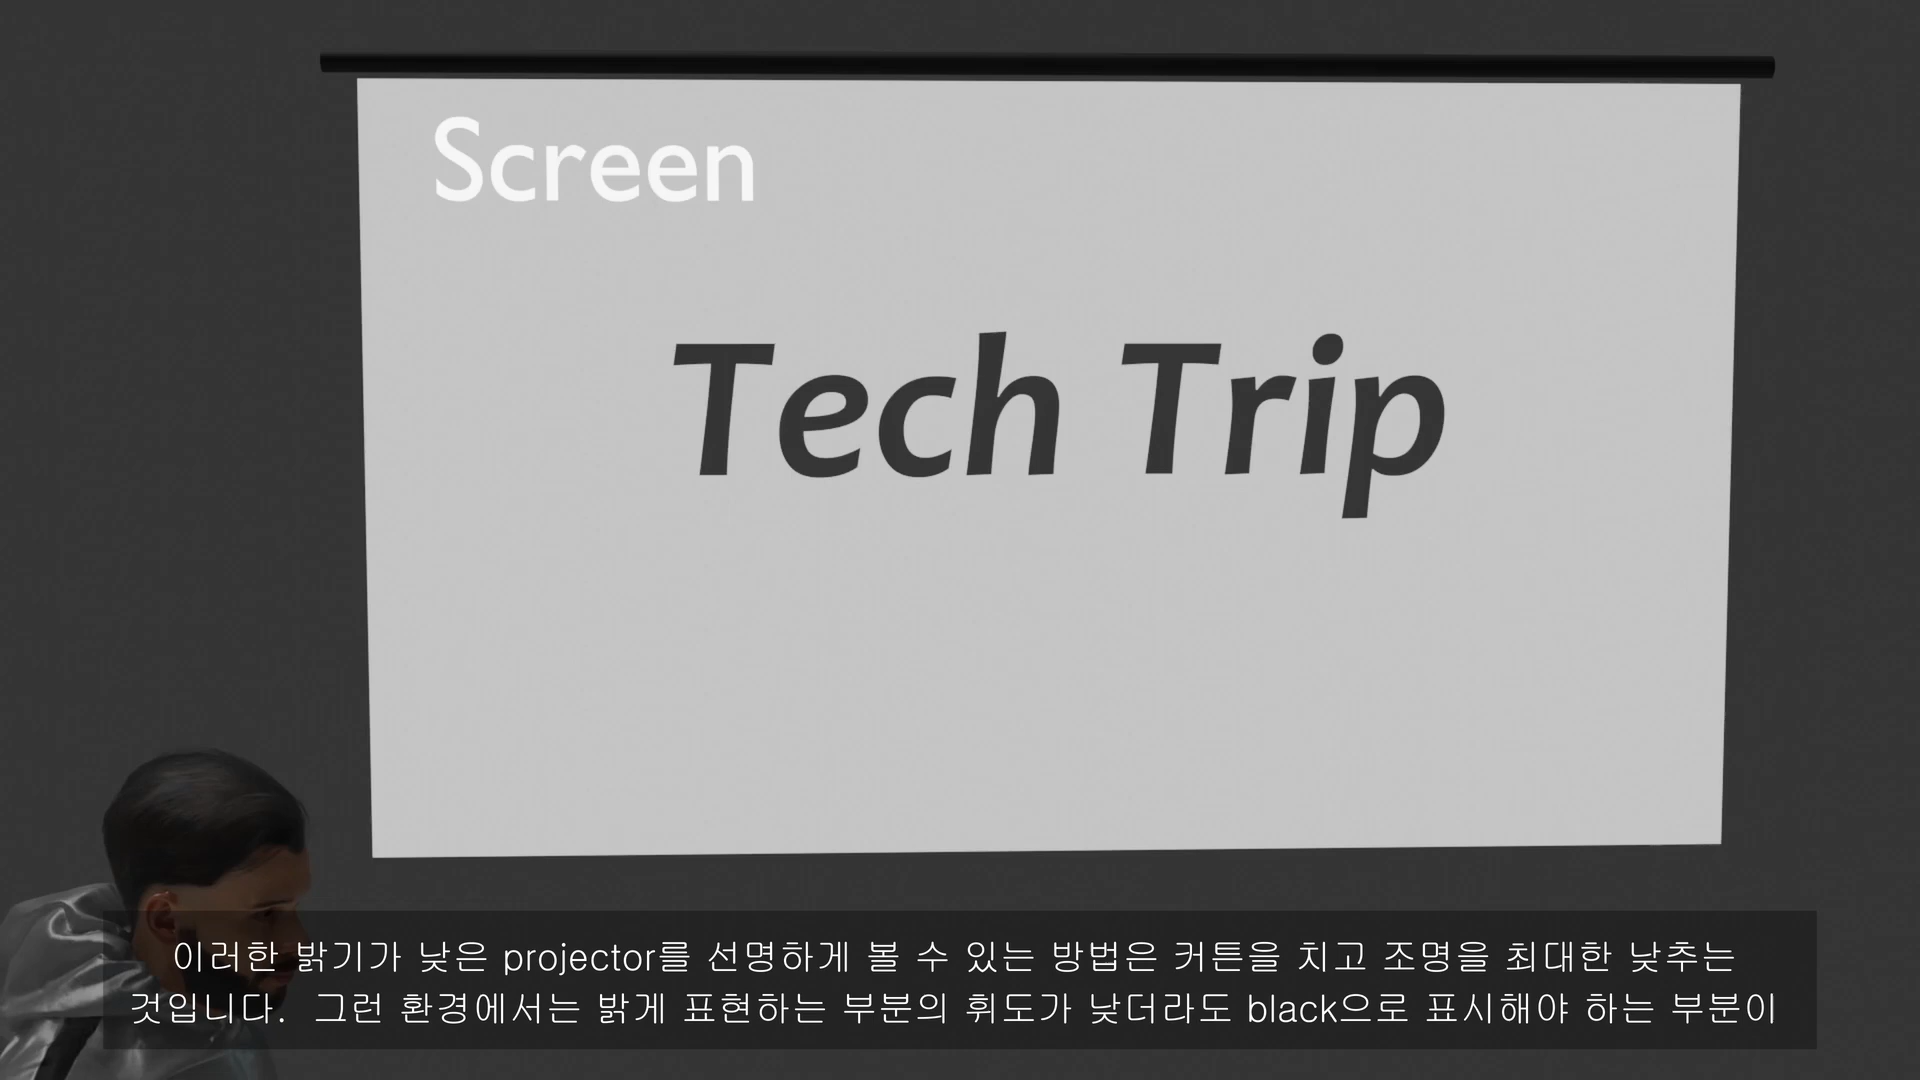 Screen
Tech Trip
이러한 밝기가 낮은 projector를 선명하게 볼 수 있는 방법은 커튼을 치고 조명을 최대한 낮추는
것입니다. 그런 환경에서는 밝게 표현하는 부분의 휘도가 낮더라도 black으로 표시해야 하는 부분이